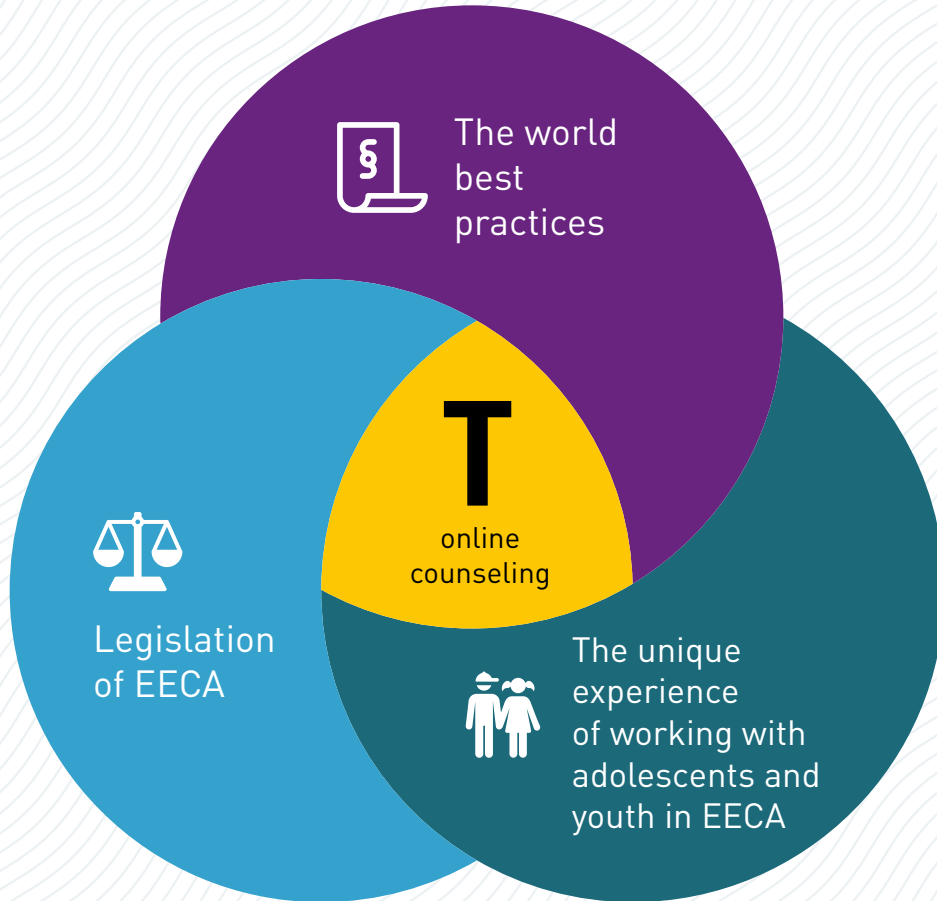 §
The world
best
practices
T
online
counseling
Legislation
of EECA
The unique
experience
of working with
adolescents and
youth in EECA